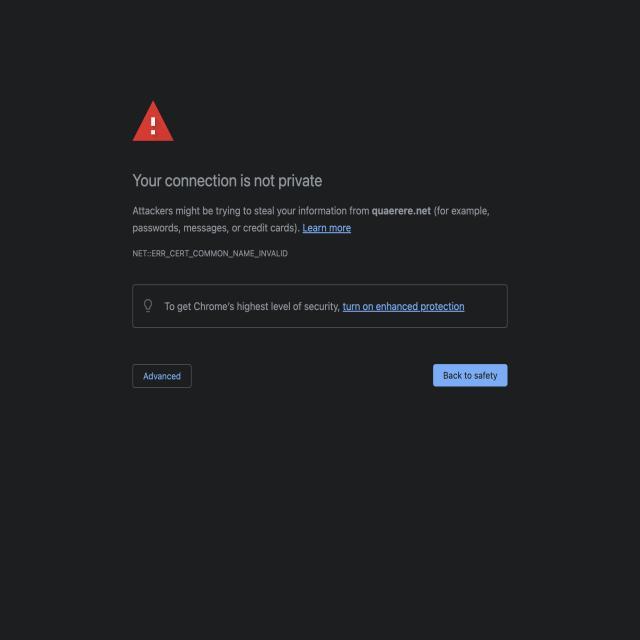 Your connection is not private
Attackers might be trying to steal your information from quaerere.net (for example,
passwords, messages, or credit cards). Learn more
NET::ERR_CERT_COMMON_NAME_INVALID
To get Chrome's highest level of security, turn on enhanced protection
Advanced
Back to safety